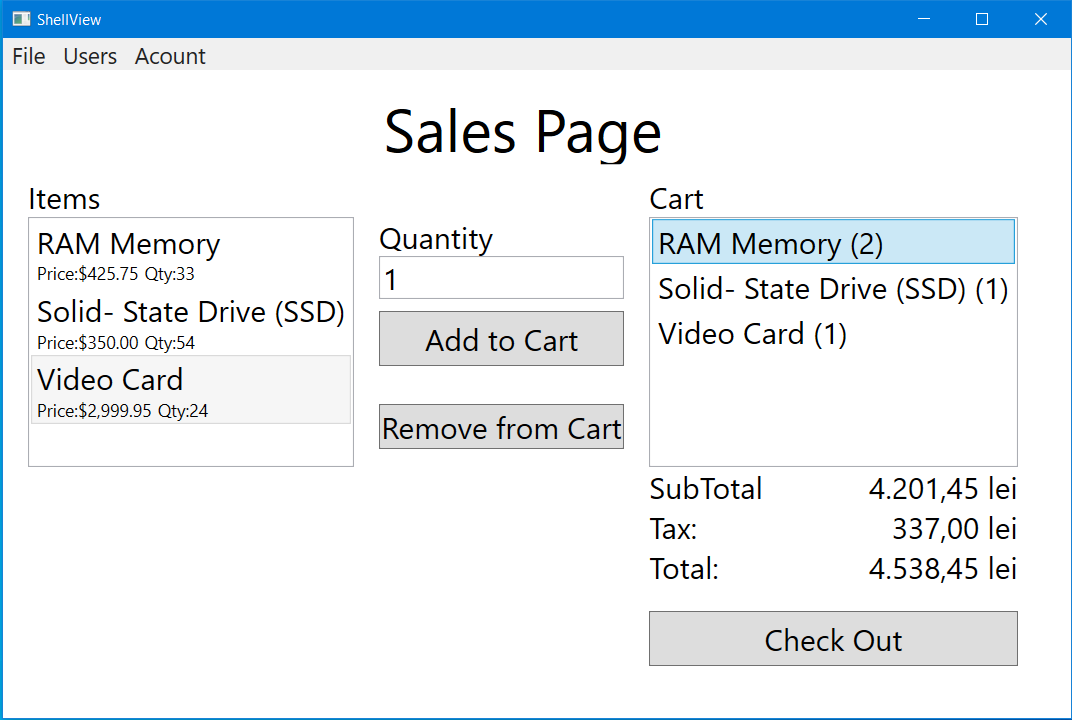 ShellView
File Users Acount
Sales Page
Items
RAM Memory
Price:$425.75 Qty:33
Solid- State Drive (SSD)
Price:$350.00 Qty:54
Video Card
Price:$2,999.95 Qty:24
Quantity
1
Add to Cart
Remove from Cart
Cart
RAM Memory (2)
Solid- State Drive (SSD) (1)
Video Card (1)
SubTotal 4.201,45 lei
Tax: 337,00 lei
Total: 4.538,45 lei
Check Out